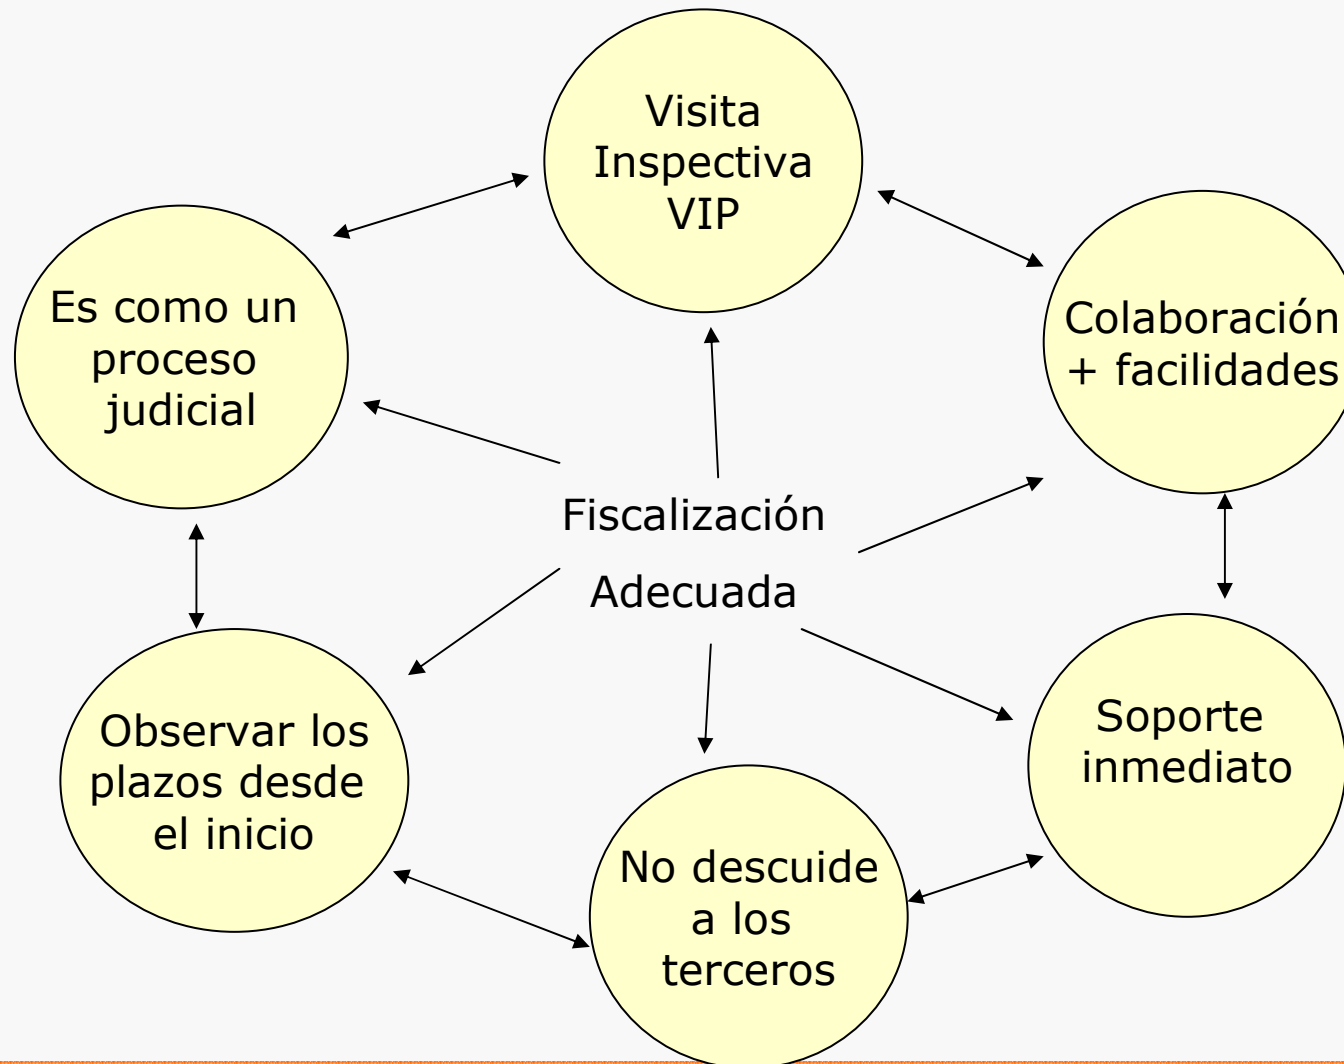 Visita
Inspectiva
VIP
Es como un
proceso
judicial
Colaboración
+ facilidades
Fiscalización
Adecuada
Observar los
plazos desde
el inicio
Soporte
inmediato
No descuide
a los
terceros